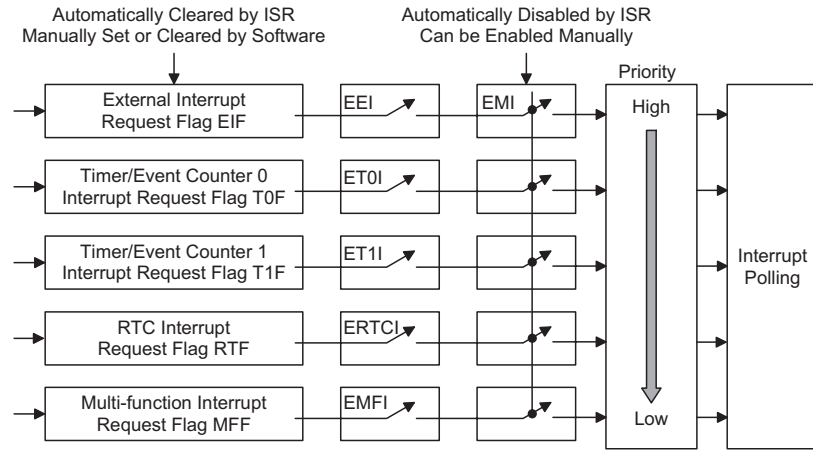 Automatically Cleared by ISR
Manually Set or Cleared by Software
Automatically Disabled by ISR
Can be Enabled Manually
Priority
External Interrupt
Request Flag EIF
EEI
EMI
High
Timer/Event Counter 0
Interrupt Request Flag T0F
ET0I
Timer/Event Counter 1
Interrupt Request Flag T1F
ET1I
Interrupt
Polling
RTC Interrupt
Request Flag RTF
ERTCI
Multi-function Interrupt
Request Flag MFF
EMFI
Low